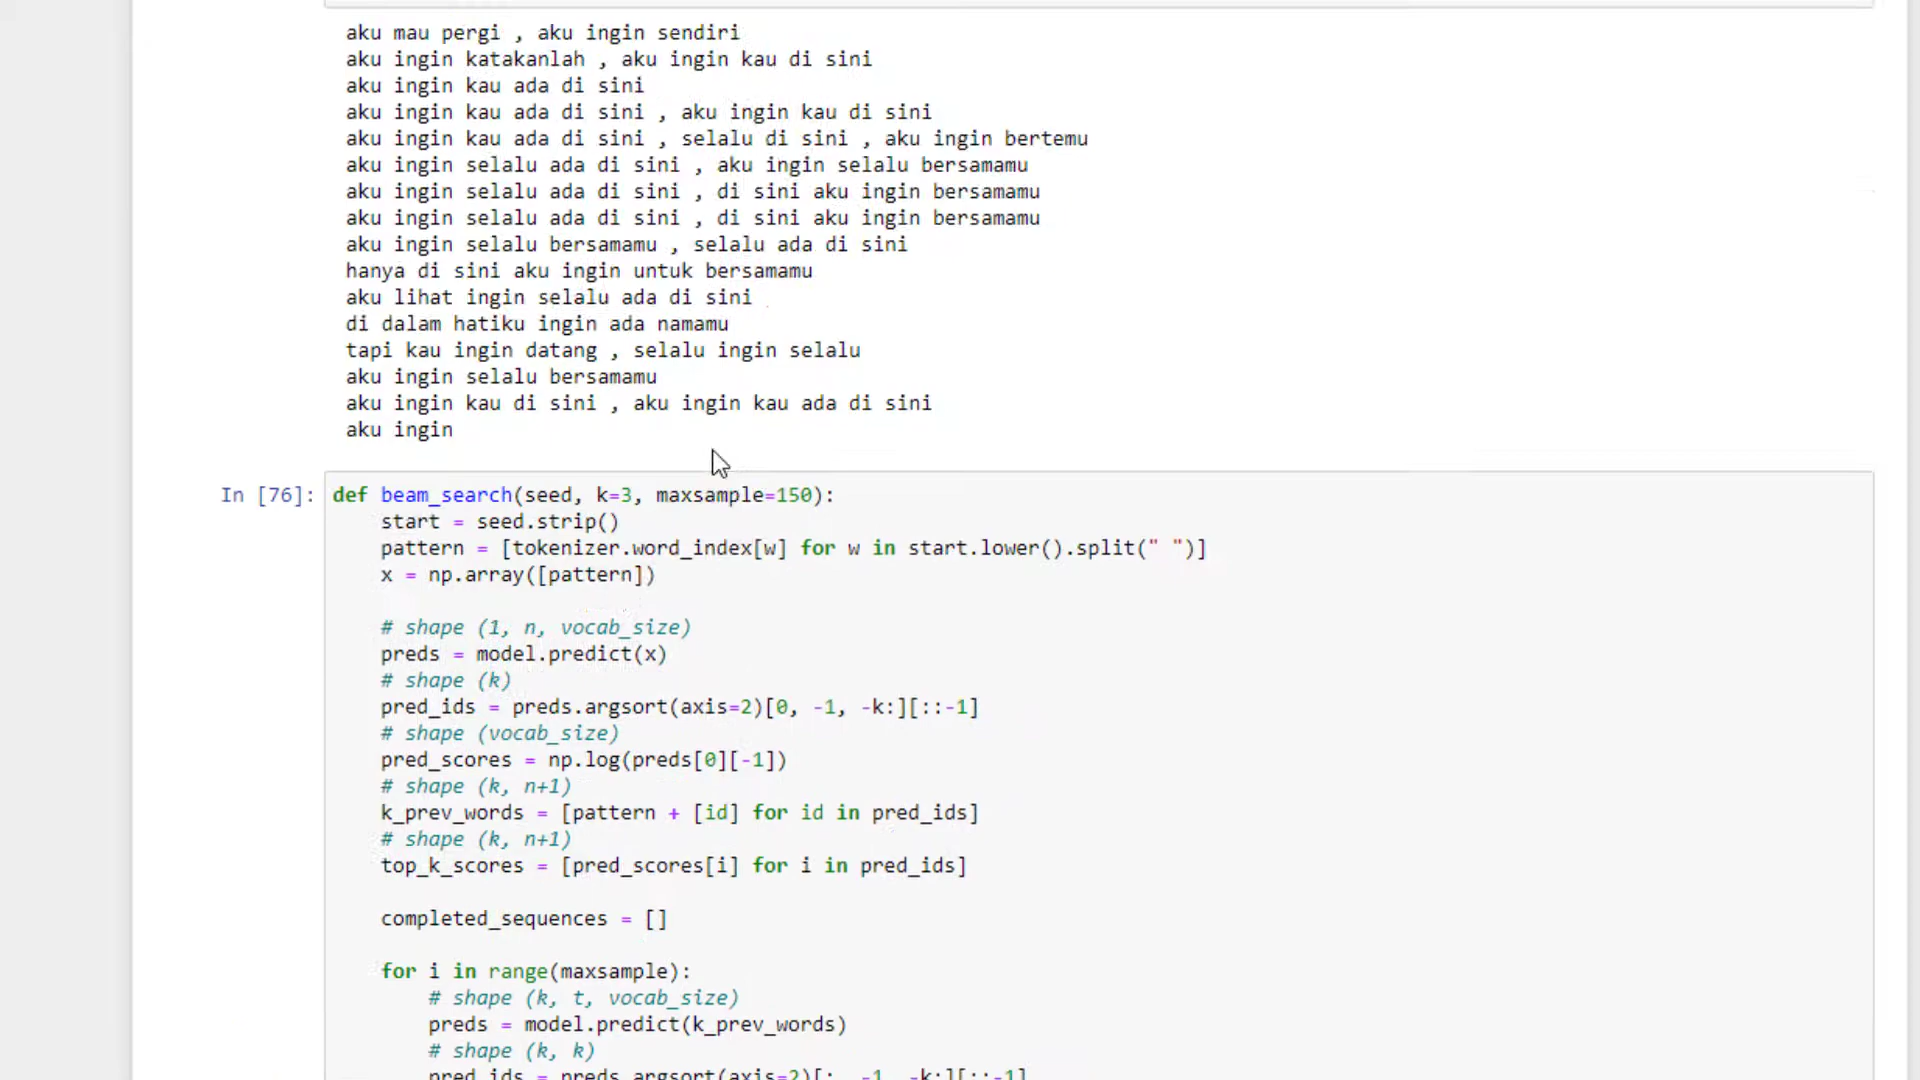 aku mau pergi , aku ingin sendiri
aku ingin katakanlah , aku ingin kau di sini
aku ingin kau ada di sini
aku ingin kau ada di sini , aku ingin kau di sini
aku ingin kau ada di sini , selalu di sini , aku ingin bertemu
aku ingin selalu ada di sini , aku ingin selalu bersamamu
aku ingin selalu ada di sini , di sini aku ingin bersamamu
aku ingin selalu ada di sini , di sini aku ingin bersamamu
aku ingin selalu bersamamu , selalu ada di sini
hanya di sini aku ingin untuk bersamamu
aku lihat ingin selalu ada di sini
di dalam hatiku ingin ada namamu
tapi kau ingin datang , selalu ingin selalu
aku ingin selalu bersamamu
aku ingin kau di sini , aku ingin kau ada di sini
aku ingin
In [76]: def beam_search(seed, k=3, maxsample=150):
    start = seed.strip()
    pattern = [tokenizer.word_index[w] for w in start.lower().split(" ")]
    x = np.array([pattern])
    # shape (1, n, vocab_size)
    preds = model.predict(x)
    # shape (k)
    pred_ids = preds.argsort(axis=2)[0, -1, -k:][::-1]
    # shape (vocab_size)
    pred_scores = np.log(preds[0][-1])
    # shape (k, n+1)
    k_prev_words = [pattern + [id] for id in pred_ids]
    # shape (k, n+1)
    top_k_scores = [pred_scores[i] for i in pred_ids]
    completed_sequences = []
    for i in range(maxsample):
        # shape (k, t, vocab_size)
        preds = model.predict(k_prev_words)
        # shape (k, k)
        pred_ids = preds.argsort(axis=2)[:, -1, -k:][::-1]